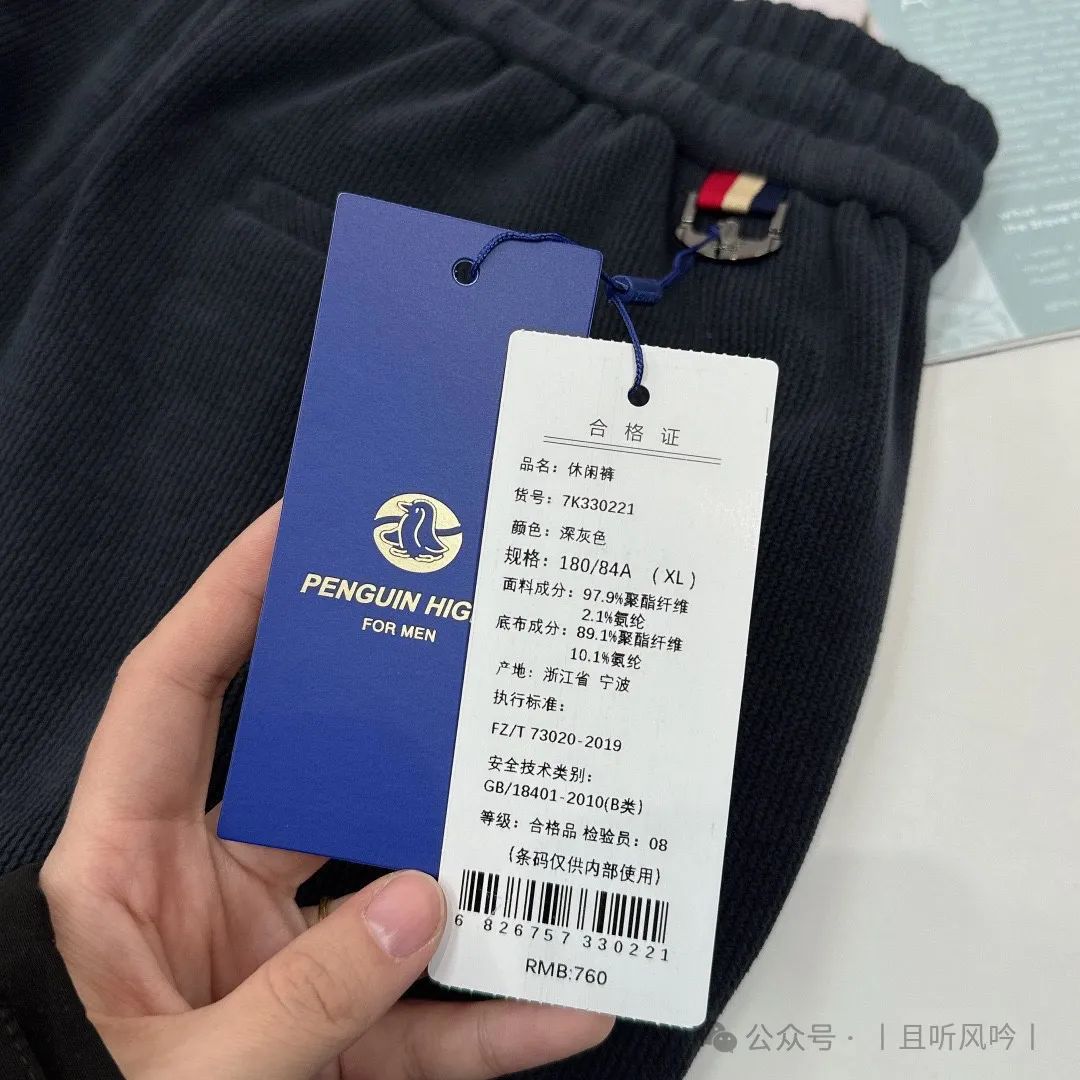 PENGUIN HIG
FOR MEN
合格证
品名：休闲裤
货号：7K330221
颜色：深灰色
规格：180/84A （XL）
面料成分：97.9%聚酯纤维
2.1%氨纶
底布成分：89.1%聚酯纤维
10.1%氨纶
产地：浙江省 宁波
执行标准：
FZ/T 73020-2019
安全技术类别：
GB/18401-2010(B类)
等级：合格品 检验员：08
(条码仅供内部使用)
6 826757 330221
RMB:760
What
the
公众号 · 丨且听风吟丨